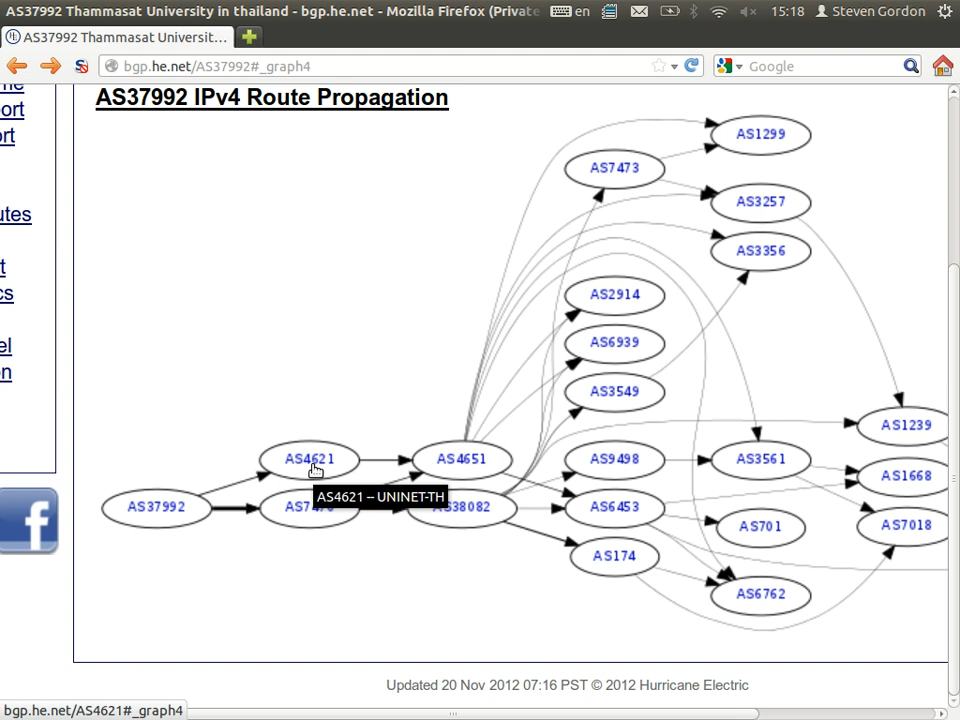 AS37992 Thammasat University in thailand - bgp.he.net - Mozilla Firefox (Private
en
15:18
Steven Gordon
AS37992 Thammasat Universit...
bgp.he.net/AS37992#_graph4
Google
ort
rt
utes
t
cs
el
on
AS37992 IPv4 Route Propagation
AS1299
AS7473
AS3257
AS3356
AS2914
AS6939
AS3549
AS1239
AS4621
AS4651
AS9498
AS3561
AS1668
AS4621 – UNINET-TH
AS37992
AS38082
AS6453
AS701
AS7018
AS174
AS6762
Updated 20 Nov 2012 07:16 PST © 2012 Hurricane Electric
bgp.he.net/AS4621#_graph4